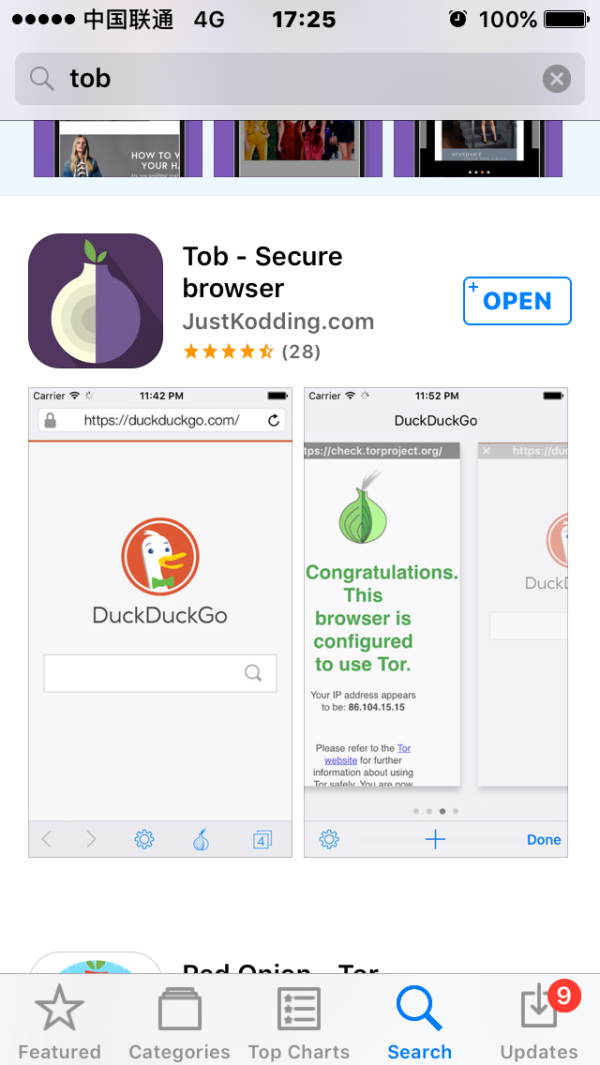 中国联通 4G 17:25 100%
tob
HOW TO
YOUR H
Tob - Secure
browser
JustKodding.com
(28)
+ OPEN
Carrier 11:42 PM
https://duckduckgo.com/
DuckDuckGo
4
Carrier 11:52 PM
DuckDuckGo
tps://check.torproject.org/
https://duc
Congratulations.
This
browser is
configured
to use Tor.
Your IP address appears
to be: 86.104.15.15
Please refer to the Tor
website for further
information about using
Tor safely. You are now
DuckD
Done
Red Onion - Tor
Featured Categories Top Charts Search Updates
9